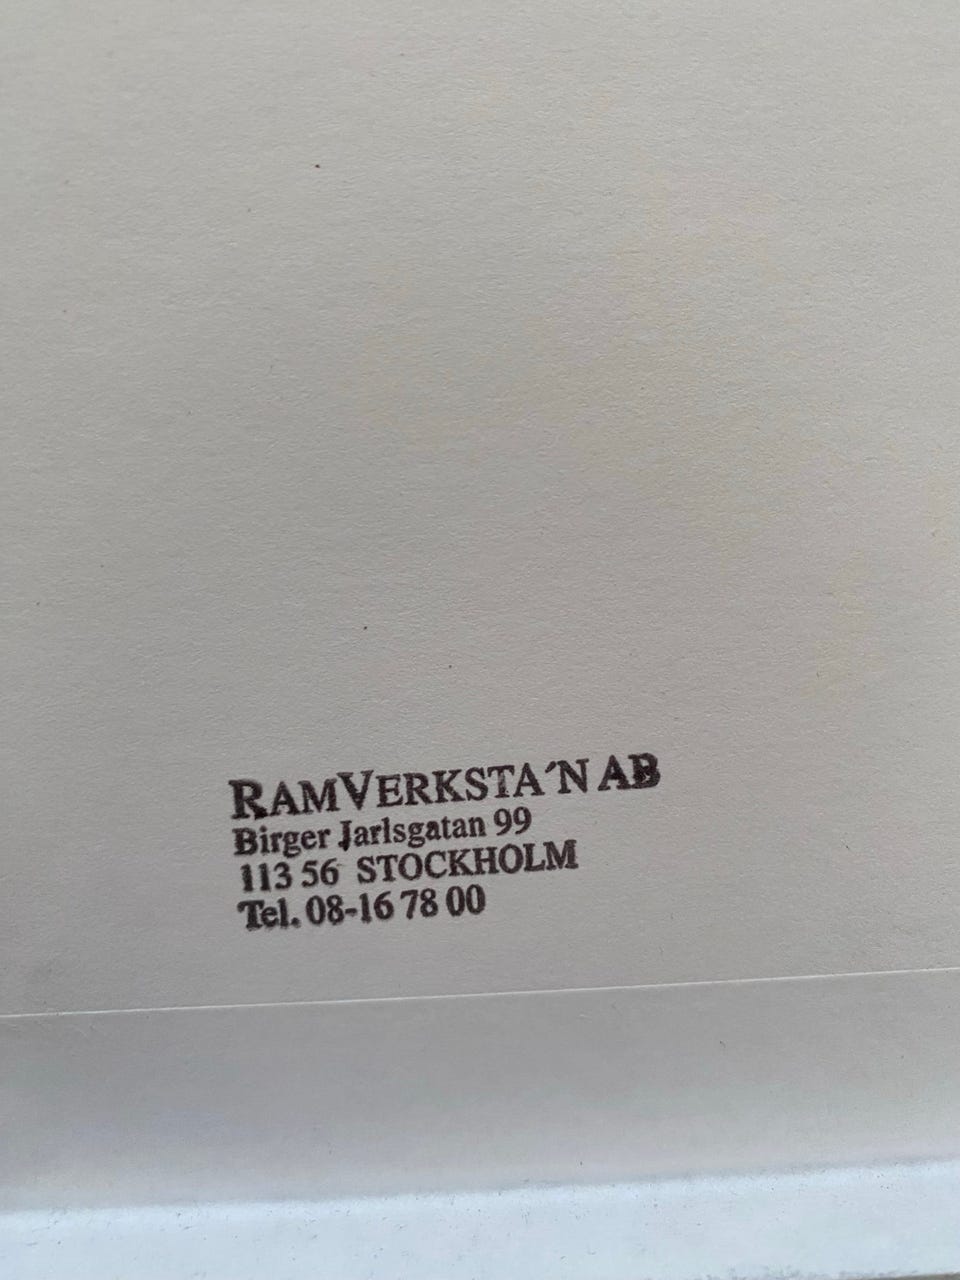 RAMVERKSTA´N AB
Birger Jarlsgatan 99
113 56 STOCKHOLM
Tel. 08-16 78 00